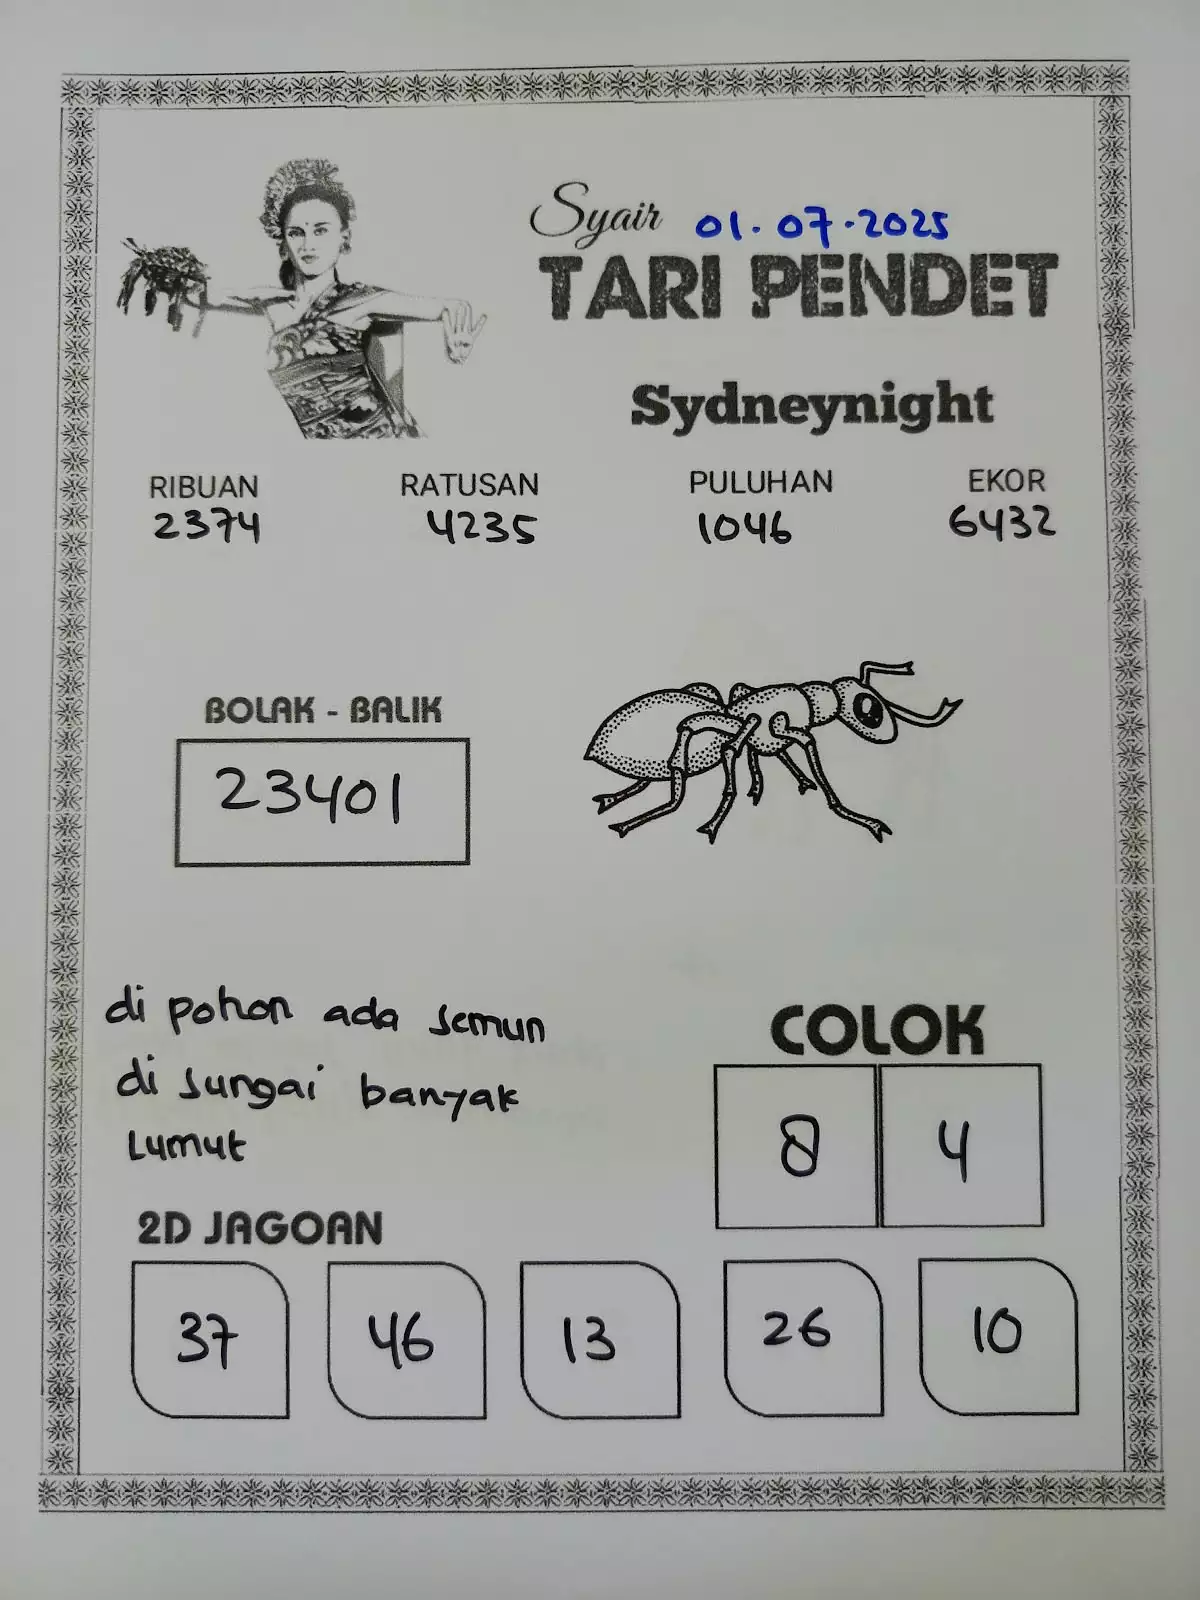 Syair 01.07.2025
TARI PENDET
Sydneynight
RIBUAN RATUSAN PULUHAN EKOR
2374 4235 1046 6432
BOLAK - BALIK
23401
di pohon ada semun
di sungai banyak
Lumut
COLOK
8 4
2D JAGOAN
37 46 13 26 10